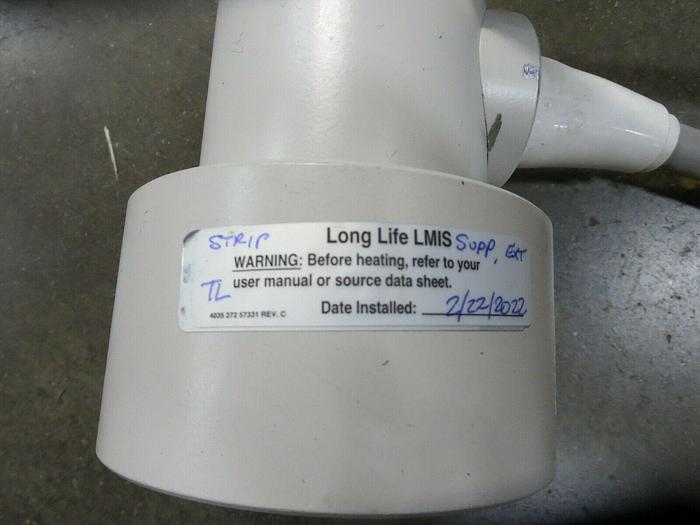 STRIP Long Life LMIS SUPP, EXT
WARNING: Before heating, refer to your
TL user manual or source data sheet.
4035 272 57331 REV. C Date Installed: 2/22/2022